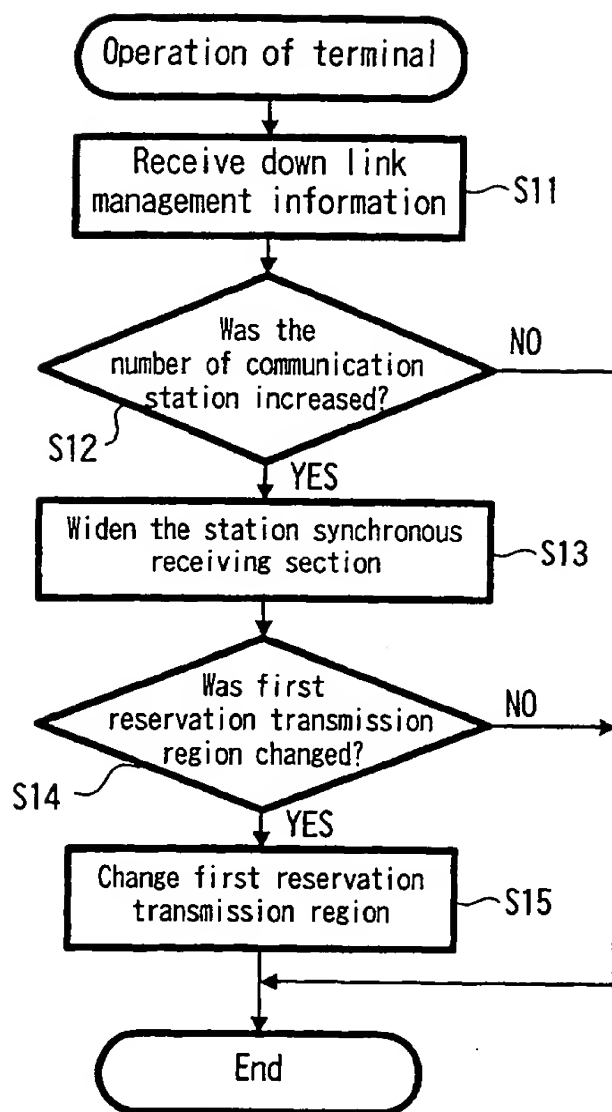 Operation of terminal
Receive down link
management information
S11
Was the
number of communication
station increased?
NO
S12
YES
Widen the station synchronous
receiving section
S13
Was first
reservation transmission
region changed?
NO
S14
YES
Change first reservation
transmission region
S15
End